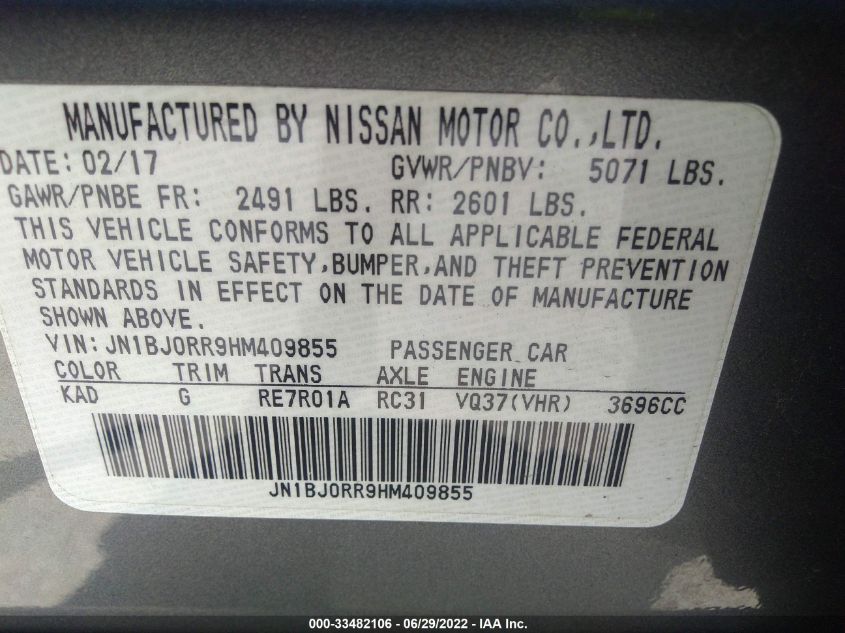 MANUFACTURED BY NISSAN MOTOR CO.,LTD.
DATE: 02/17 GVWR/PNBV: 5071 LBS.
GAWR/PNBE FR: 2491 LBS. RR: 2601 LBS.
THIS VEHICLE CONFORMS TO ALL APPLICABLE FEDERAL
MOTOR VEHICLE SAFETY,BUMPER,AND THEFT PREVENTION
STANDARDS IN EFFECT ON THE DATE OF MANUFACTURE
SHOWN ABOVE.
VIN:JN1BJ0RR9HM409855 PASSENGER CAR
COLOR TRIM TRANS AXLE ENGINE
KAD G RE7R01A RC31 VQ37(VHR) 3696CC
JN1BJ0RR9HM409855
000-33482106 - 06/29/2022 - IAA Inc.